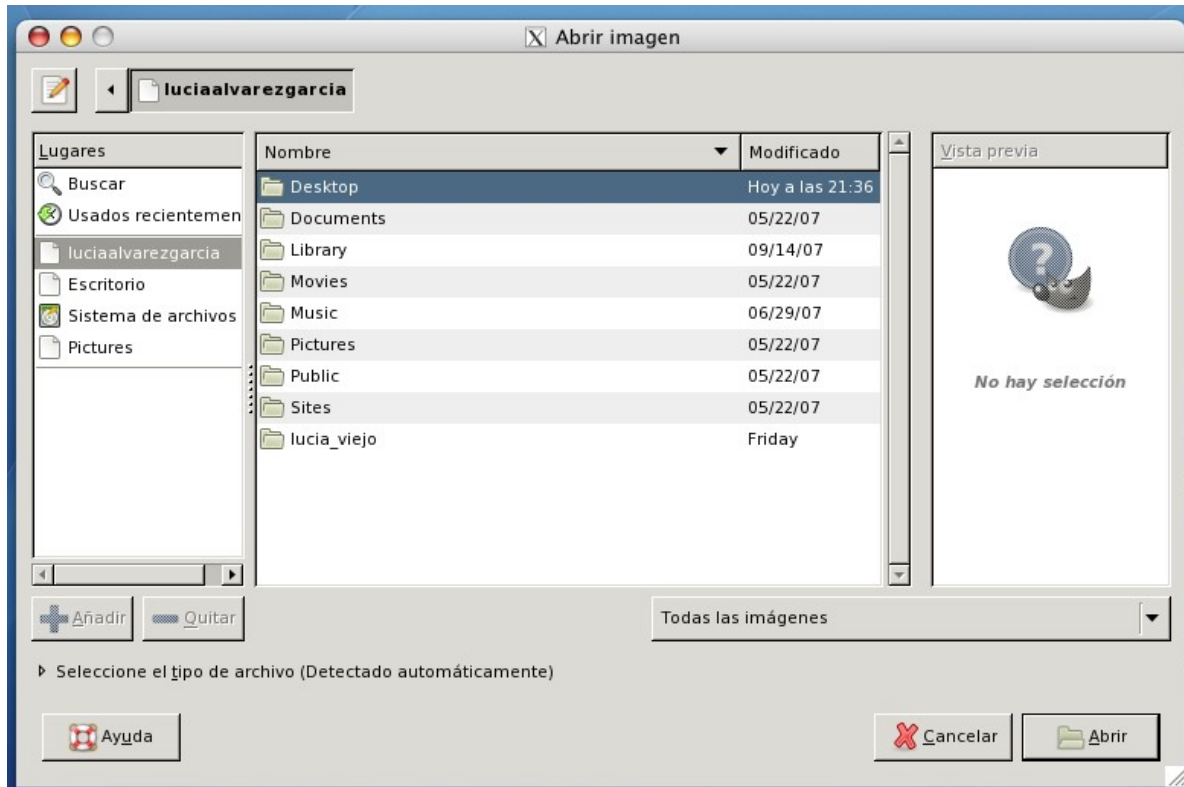 Abrir imagen
luciaalvarezgarcia
Lugares
Buscar
Usados recientemen
luciaalvarezgarcia
Escritorio
Sistema de archivos
Pictures
Nombre Modificado
Desktop Hoy a las 21:36
Documents 05/22/07
Library 09/14/07
Movies 05/22/07
Music 06/29/07
Pictures 05/22/07
Public 05/22/07
Sites 05/22/07
lucia_viejo Friday
Vista previa
No hay selección
Añadir Quitar
Todas las imágenes
Seleccione el tipo de archivo (Detectado automáticamente)
Ayuda Cancelar Abrir